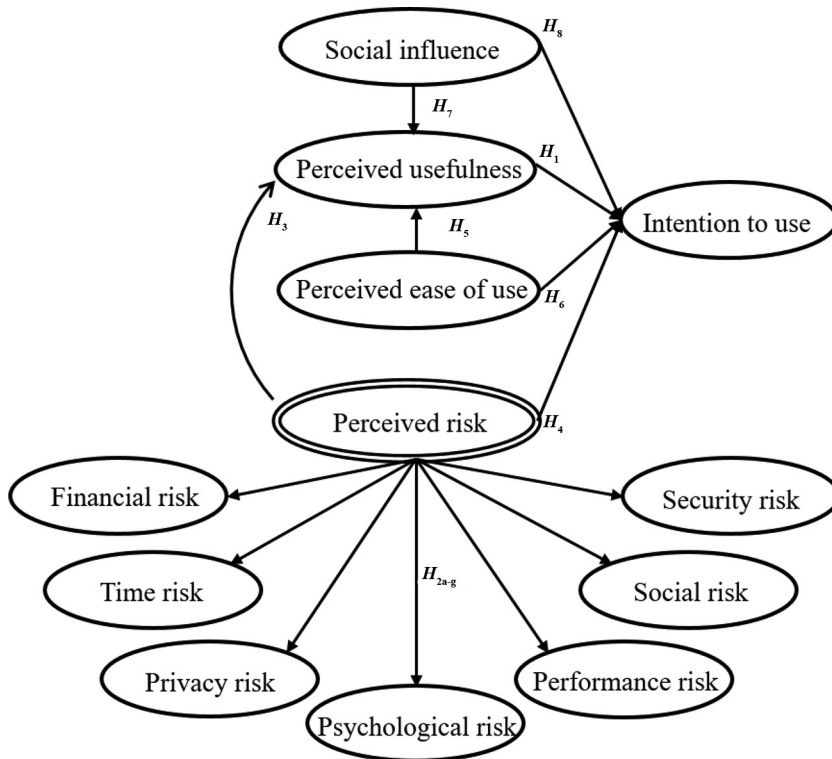 H8
Social influence
H7
Perceived usefulness
H1
H3
Intention to use
H5
Perceived ease of use
H6
Perceived risk
H4
Financial risk
Security risk
Time risk
H2a-g
Social risk
Privacy risk
Performance risk
Psychological risk